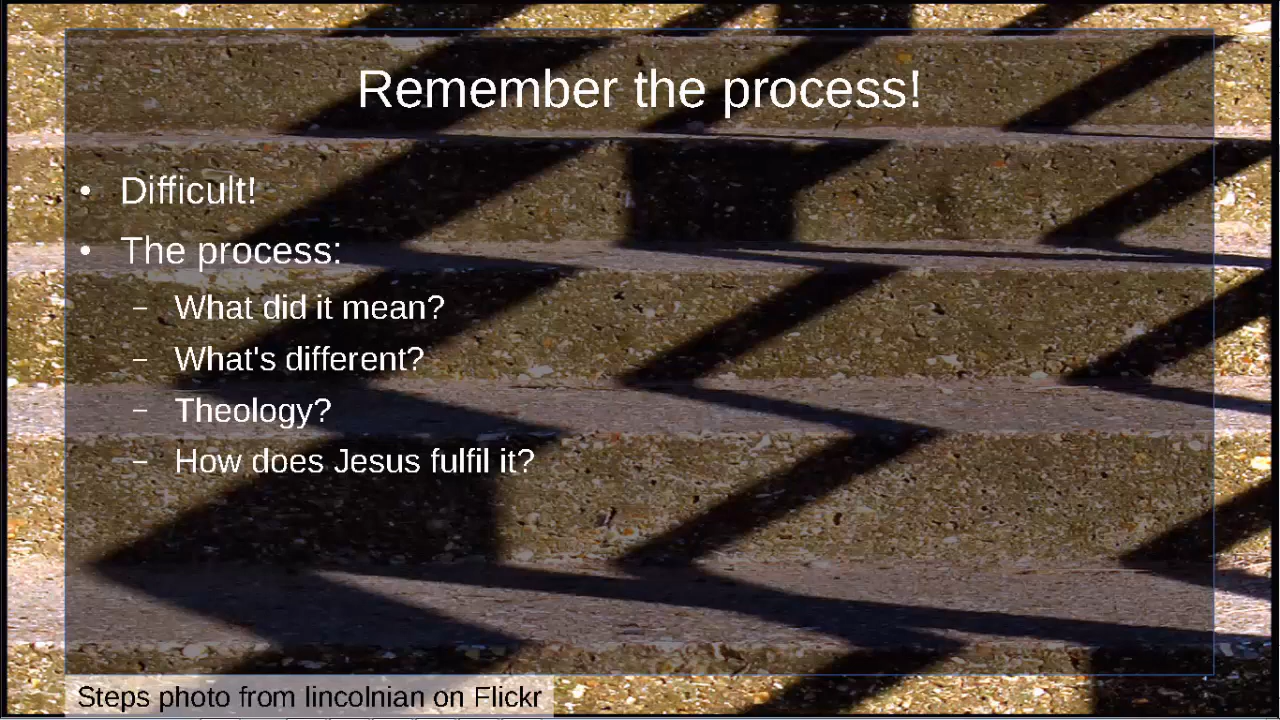 Remember the process!
• Difficult!
• The process:
– What did it mean?
– What's different?
– Theology?
– How does Jesus fulfil it?
Steps photo from lincolnian on Flickr